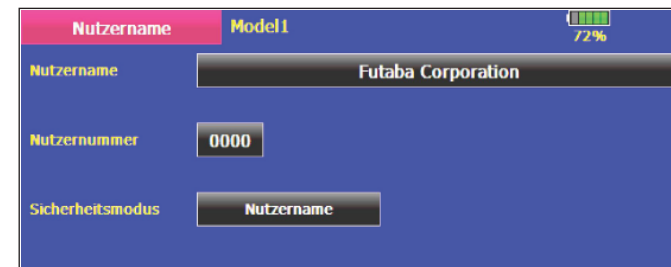 Nutzername Model1 72%
Nutzername Futaba Corporation
Nutzernummer 0000
Sicherheitsmodus Nutzername